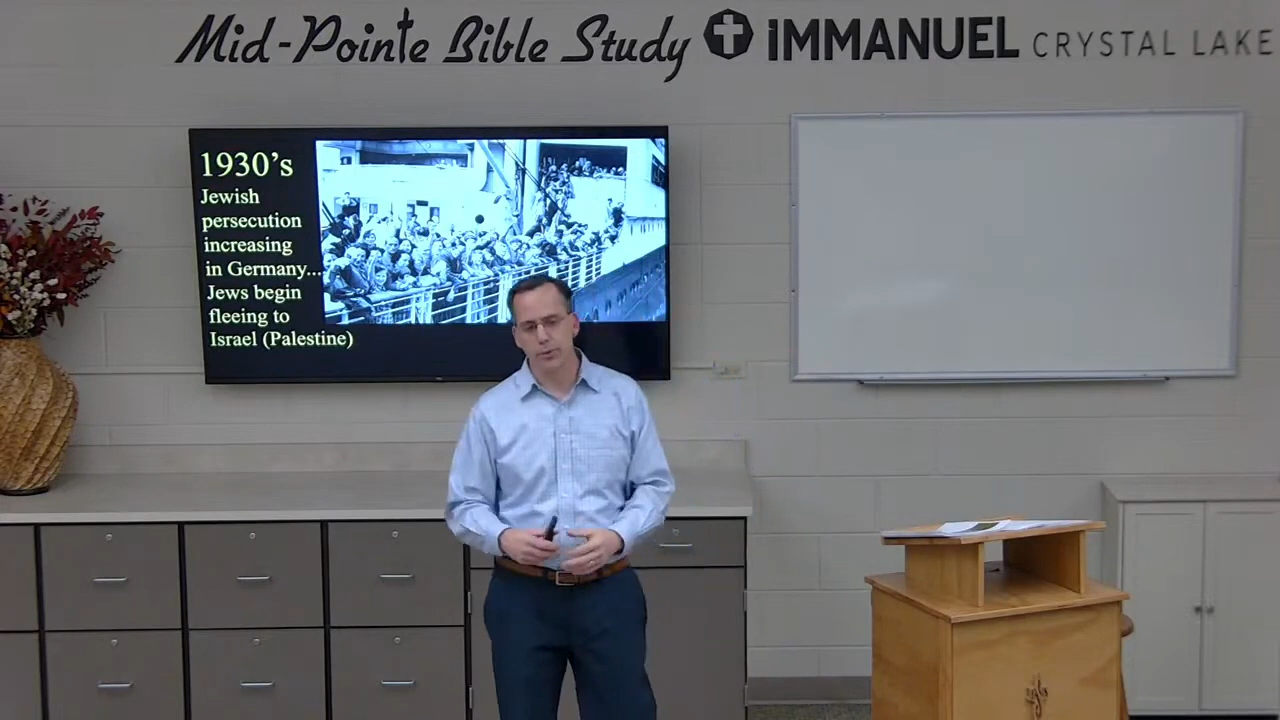 Mid-Pointe Bible Study iMMANUEL CRYSTAL LAKE
1930's
Jewish
persecution
increasing
in Germany...
Jews begin
fleeing to
Israel (Palestine)